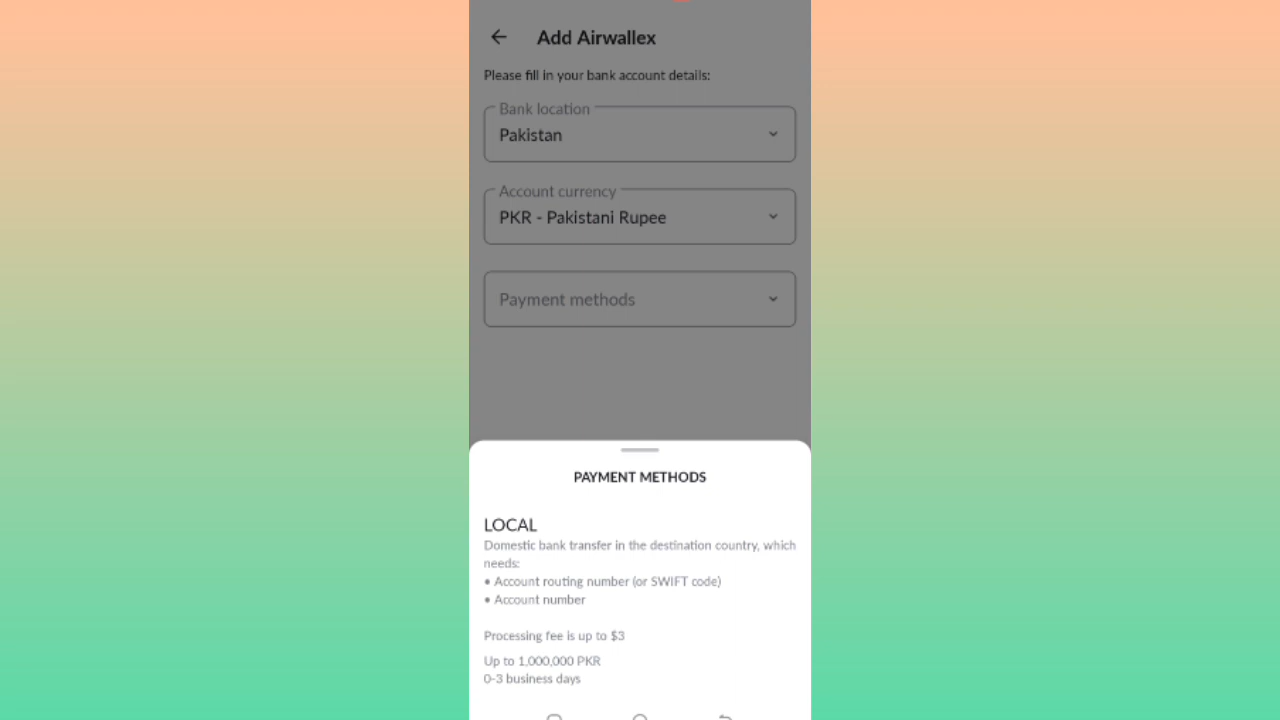 Add Airwallex
Please fill in your bank account details:
Bank location
Pakistan
Account currency
PKR - Pakistani Rupee
Payment methods
PAYMENT METHODS
LOCAL
Domestic bank transfer in the destination country, which
needs:
• Account routing number (or SWIFT code)
• Account number
Processing fee is up to $3
Up to 1,000,000 PKR
0-3 business days